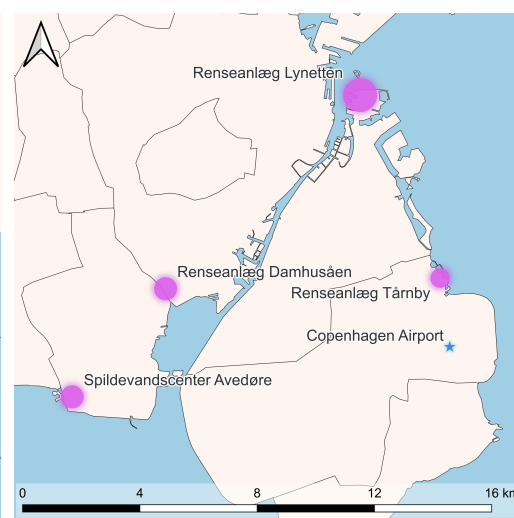 Renseanlæg Lynetten
Renseanlæg Damhusåen
Renseanlæg Tårnby
Copenhagen Airport
Spildevandscenter Avedøre
0 4 8 12 16 km